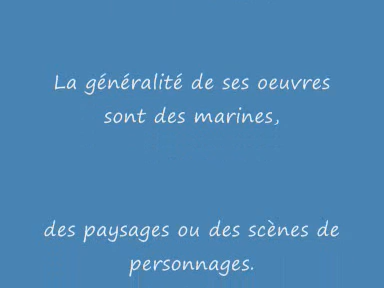 La généralité de ses oeuvres
sont des marines,
des paysages ou des scènes de
personnages.